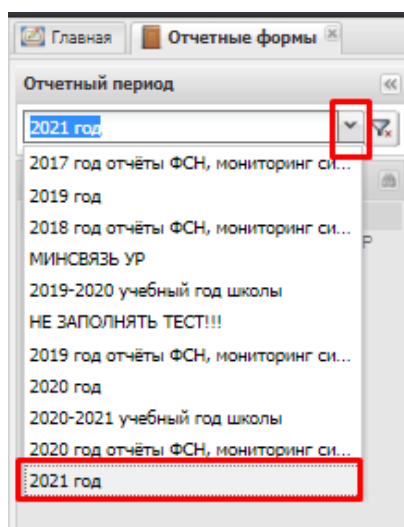 Главная
Отчетные формы
Отчетный период
2021 год
2017 год отчёты ФСН, мониторинг си...
2019 год
2018 год отчёты ФСН, мониторинг си...
МИНСВЯЗЬ УР
Р
2019-2020 учебный год школы
НЕ ЗАПОЛНЯТЬ ТЕСТ!!!
2019 год отчёты ФСН, мониторинг си...
2020 год
2020-2021 учебный год школы
2020 год отчёты ФСН, мониторинг си...
2021 год